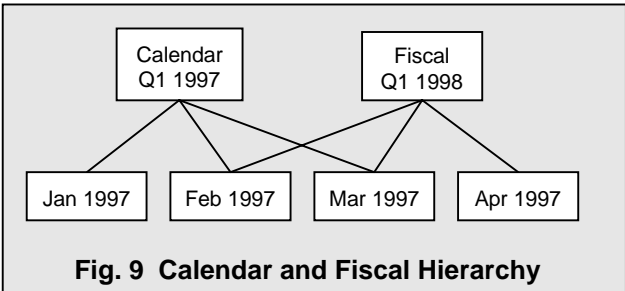 Calendar
Q1 1997
Fiscal
Q1 1998
Jan 1997
Feb 1997
Mar 1997
Apr 1997
Fig. 9 Calendar and Fiscal Hierarchy